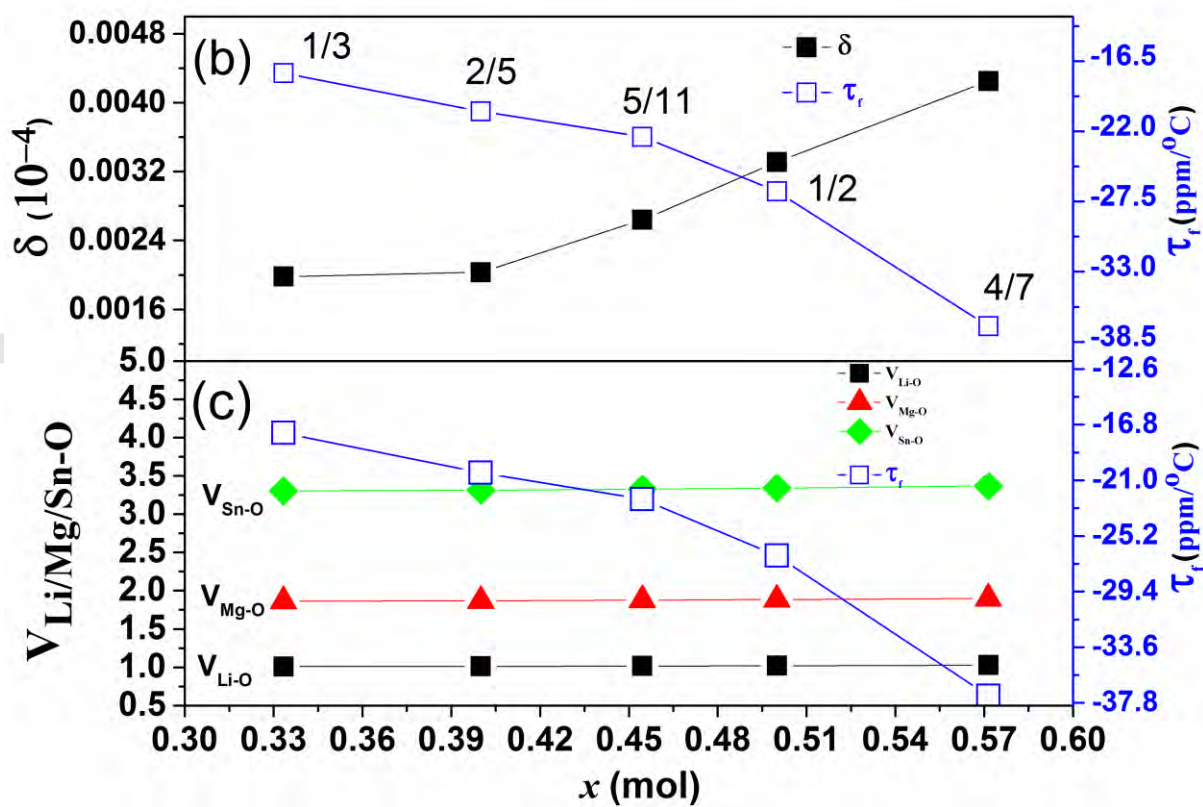 (b)
δ (10⁻⁴)
0.0048
0.0040
0.0032
0.0024
0.0016
1/3
2/5
5/11
1/2
4/7
δ
τf
-16.5
-22.0
-27.5
-33.0
-38.5
τf(ppm/°C)
(c)
VLi/Mg/Sn-O
5.0
4.5
4.0
3.5
3.0
2.5
2.0
1.5
1.0
0.5
VSn-O
VMg-O
VLi-O
VLi-O
VMg-O
VSn-O
τf
-12.6
-16.8
-21.0
-25.2
-29.4
-33.6
-37.8
τf(ppm/°C)
0.30 0.33 0.36 0.39 0.42 0.45 0.48 0.51 0.54 0.57 0.60
x (mol)